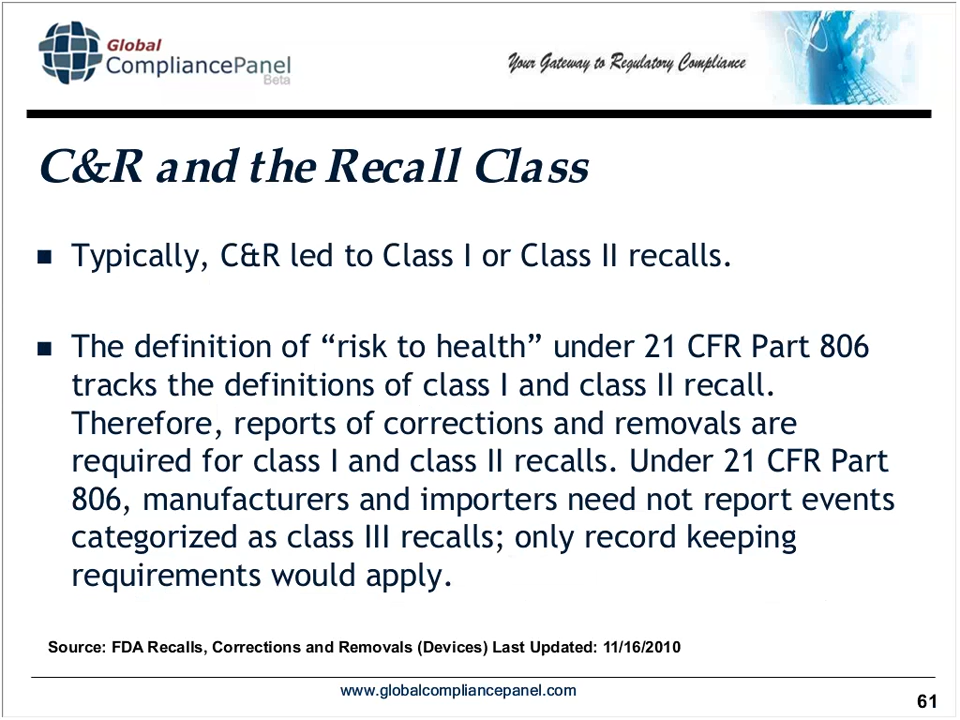 Global
CompliancePanel
Beta
Your Gateway to Regulatory Compliance
C&R and the Recall Class
Typically, C&R led to Class I or Class II recalls.
The definition of “risk to health” under 21 CFR Part 806
tracks the definitions of class I and class II recall.
Therefore, reports of corrections and removals are
required for class I and class II recalls. Under 21 CFR Part
806, manufacturers and importers need not report events
categorized as class III recalls; only record keeping
requirements would apply.
Source: FDA Recalls, Corrections and Removals (Devices) Last Updated: 11/16/2010
www.globalcompliancepanel.com
61